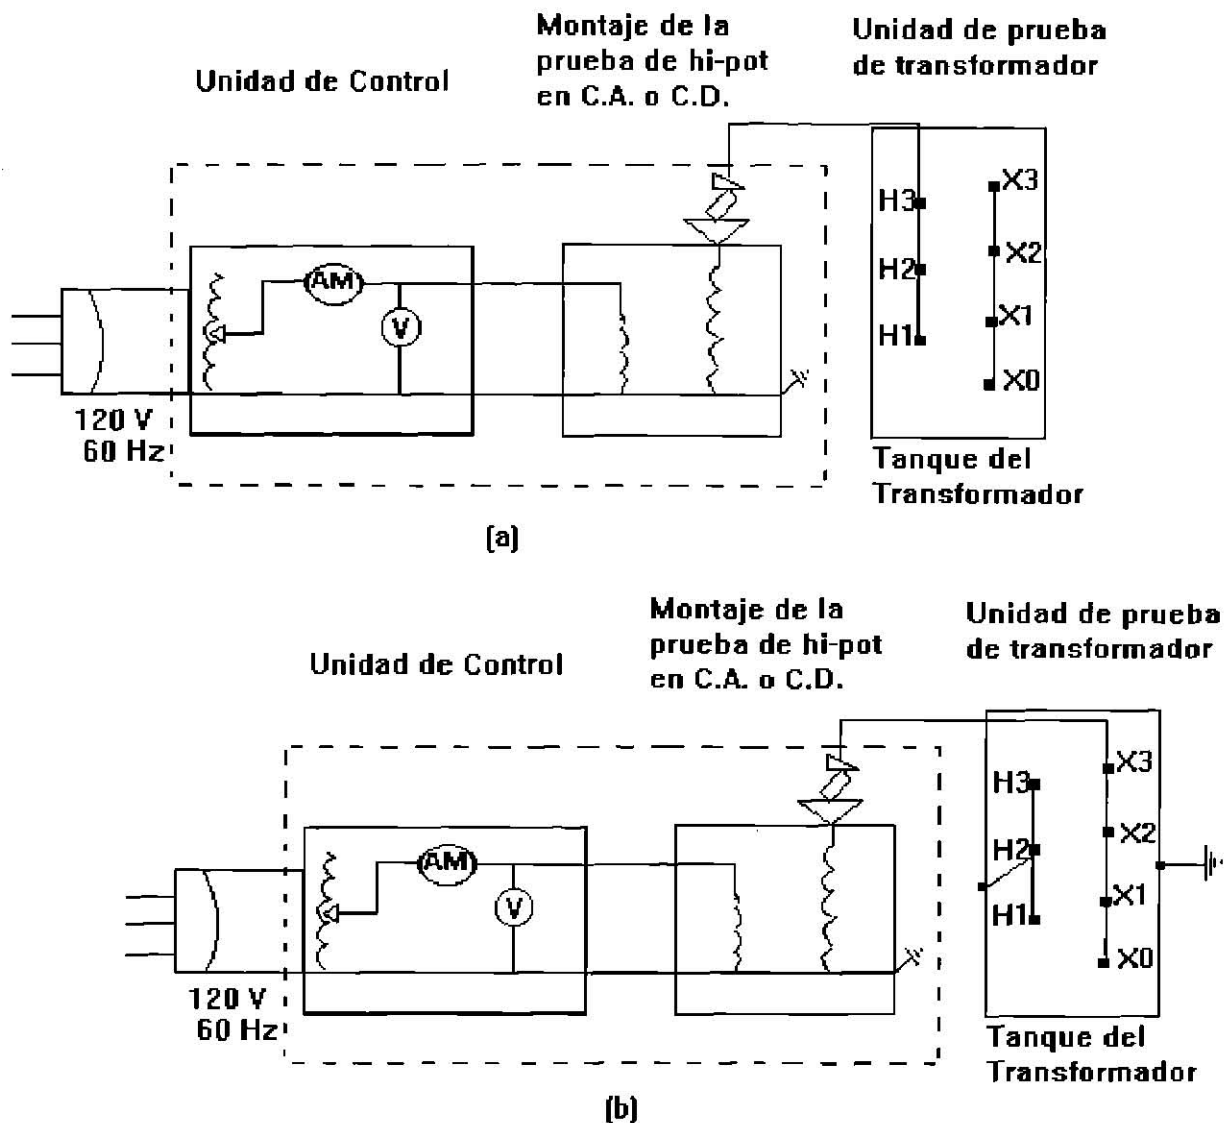 Unidad de Control
Montaje de la
prueba de hi-pot
en C.A. o C.D.
Unidad de prueba
de transformador
AM
V
120 V
60 Hz
H3
H2
H1
X3
X2
X1
X0
Tanque del
Transformador
(a)
Unidad de Control
Montaje de la
prueba de hi-pot
en C.A. o C.D.
Unidad de prueba
de transformador
AM
V
120 V
60 Hz
H3
H2
H1
X3
X2
X1
X0
Tanque del
Transformador
(b)